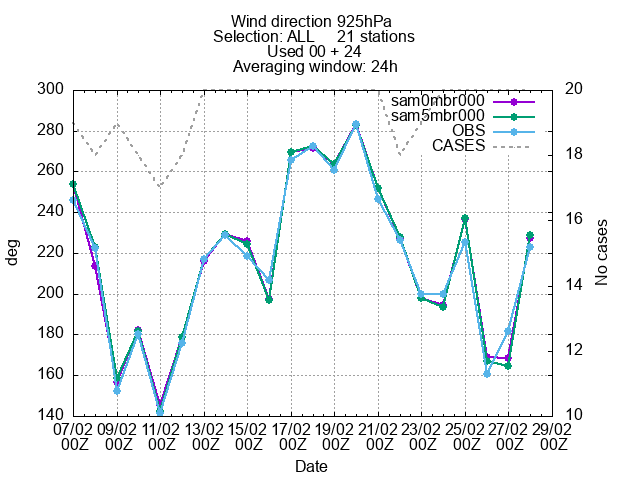 Wind direction 925hPa
Selection: ALL     21 stations
Used 00 + 24
Averaging window: 24h
300
280
260
240
220
200
180
160
140
deg
20
18
16
14
12
10
No cases
sam0mbr000
sam5mbr000
OBS
CASES
07/02 09/02 11/02 13/02 15/02 17/02 19/02 21/02 23/02 25/02 27/02 29/02
00Z 00Z 00Z 00Z 00Z 00Z 00Z 00Z 00Z 00Z 00Z 00Z
Date